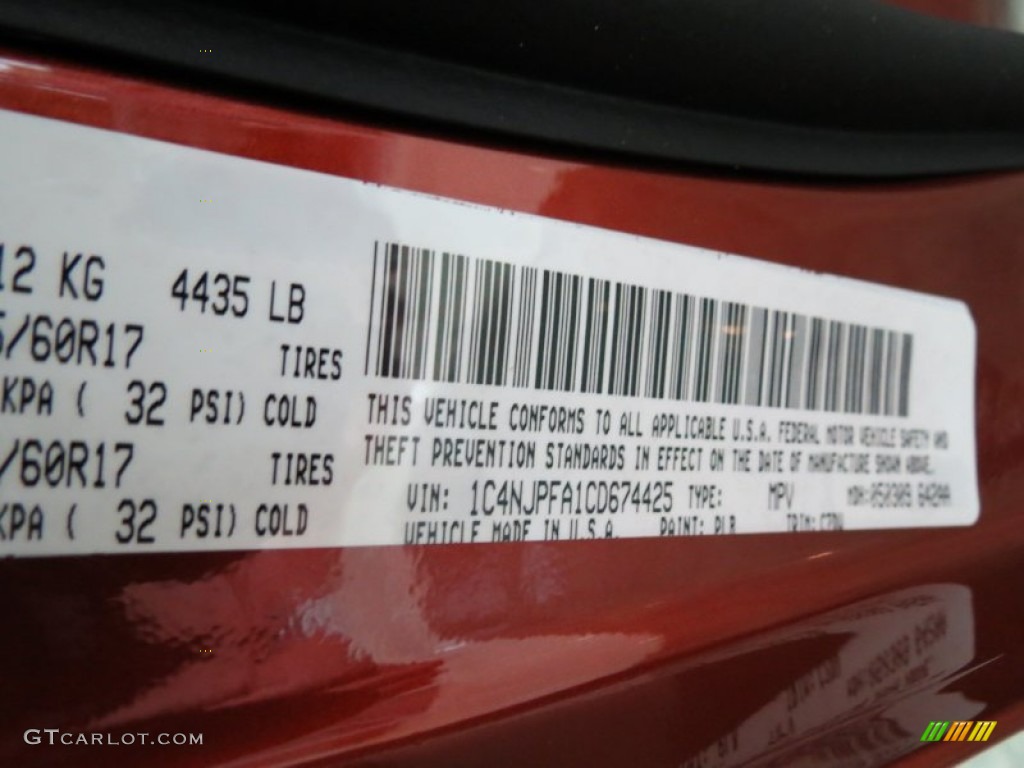 12 KG 4435 LB
/60R17 TIRES
KPA ( 32 PSI) COLD
/60R17 TIRES
KPA ( 32 PSI) COLD
THIS VEHICLE CONFORMS TO ALL APPLICABLE U.S.A. FEDERAL MOTOR VEHICLE SAFETY AND
THEFT PREVENTION STANDARDS IN EFFECT ON THE DATE OF MANUFACTURE SHOWN ABOVE.
VIN: 1C4NJPFA1CD674425 TYPE: MPV MDH:
VEHICLE MADE IN U.S.A. PAINT: TRIM:
GTCARLOT.COM